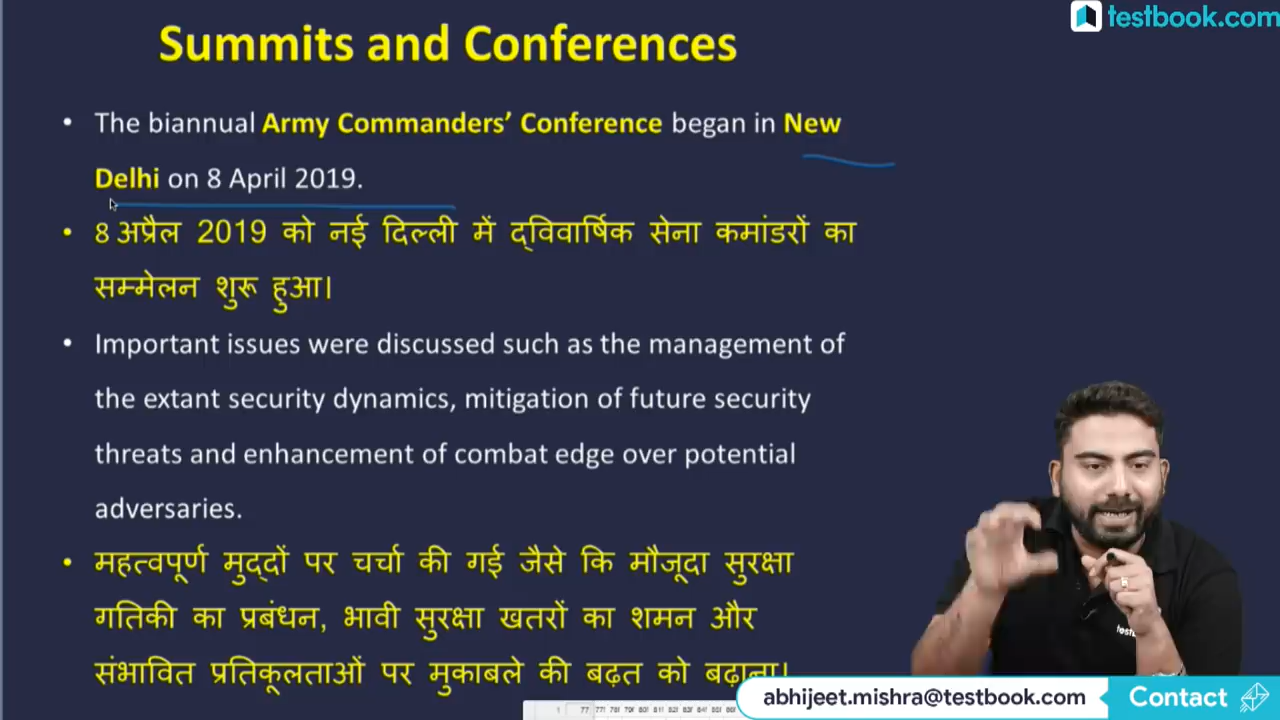 testbook.com
Summits and Conferences
• The biannual Army Commanders’ Conference began in New
Delhi on 8 April 2019.
• 8 अप्रैल 2019 को नई दिल्ली में द्विवार्षिक सेना कमांडरों का
सम्मेलन शुरू हुआ।
• Important issues were discussed such as the management of
the extant security dynamics, mitigation of future security
threats and enhancement of combat edge over potential
adversaries.
• महत्वपूर्ण मुद्दों पर चर्चा की गई जैसे कि मौजूदा सुरक्षा
गतिकी का प्रबंधन, भावी सुरक्षा खतरों का शमन और
संभावित प्रतिकूलताओं पर मुकाबले की बढ़त को बढ़ाना।
abhijeet.mishra@testbook.com Contact